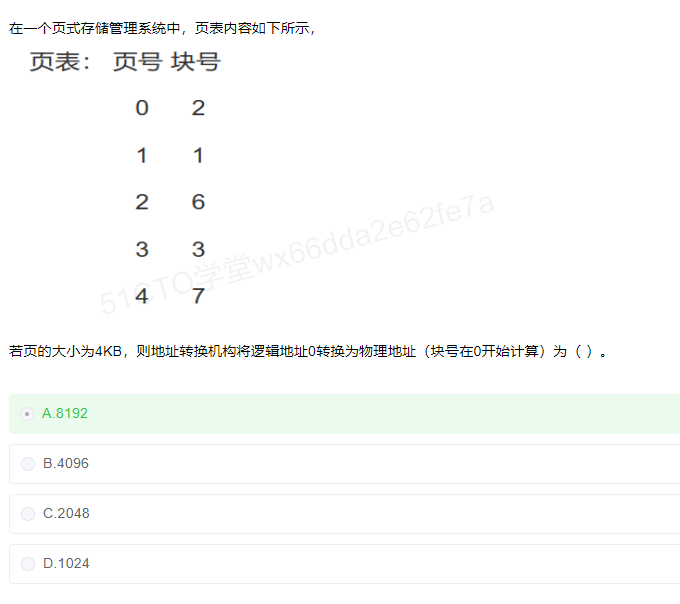 在一个页式存储管理系统中，页表内容如下所示，
页表： 页号 块号
0 2
1 1
2 6
3 3
4 7
51CTO学堂wx66dda2e62fe7a
若页的大小为4KB，则地址转换机构将逻辑地址0转换为物理地址（块号在0开始计算）为（ ）。
A.8192
B.4096
C.2048
D.1024